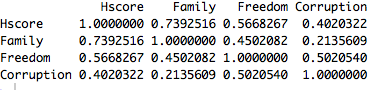 Hscore Family Freedom Corruption
Hscore 1.0000000 0.7392516 0.5668267 0.4020322
Family 0.7392516 1.0000000 0.4502082 0.2135609
Freedom 0.5668267 0.4502082 1.0000000 0.5020540
Corruption 0.4020322 0.2135609 0.5020540 1.0000000